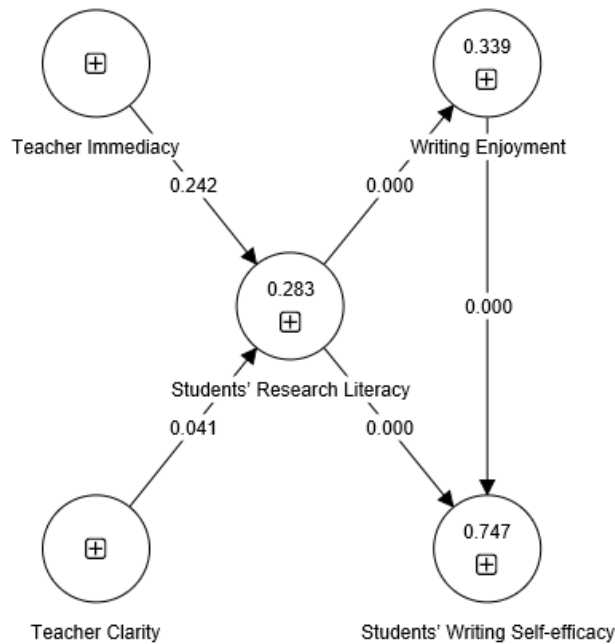 0.339
Teacher Immediacy
Writing Enjoyment
0.242
0.000
0.283
0.000
Students’ Research Literacy
0.041
0.000
0.747
Teacher Clarity
Students’ Writing Self-efficacy